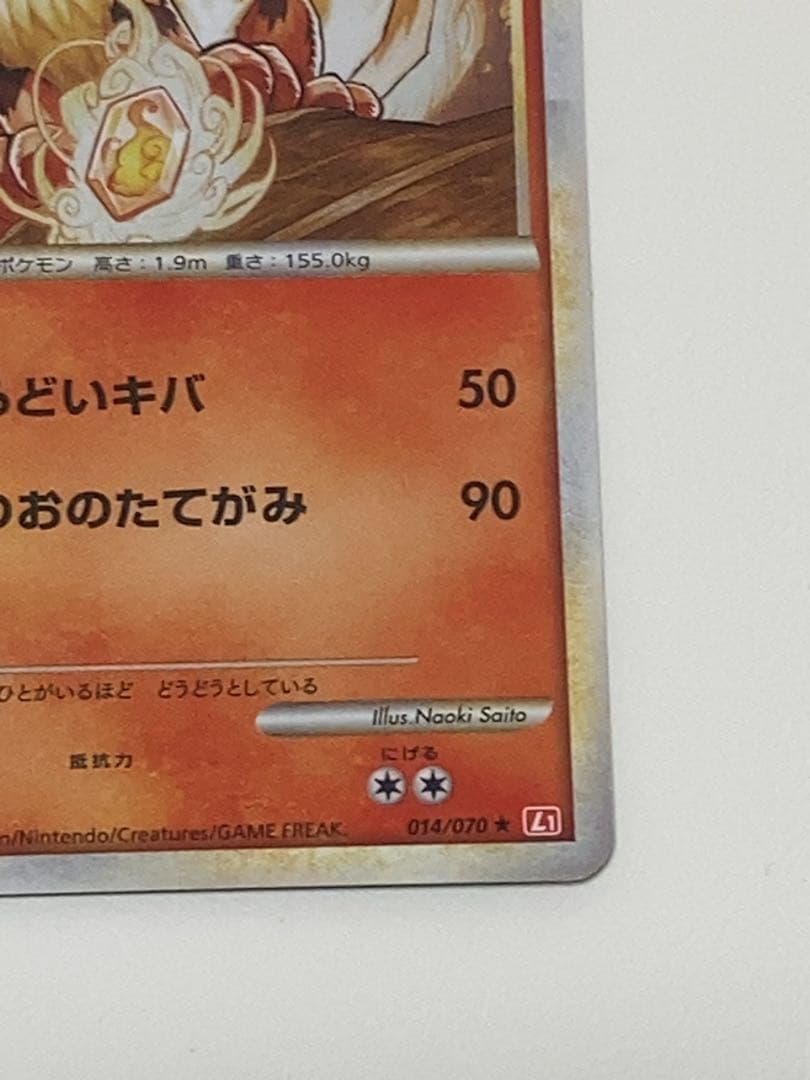 ポケモン 高さ：1.9m 重さ：155.0kg
どいキバ 50
おのたてがみ 90
ひとがいるほど どうどうとしている
Illus. Naoki Saito
抵抗力 にげる
/Nintendo/Creatures/GAME FREAK. 014/070 ★ L1